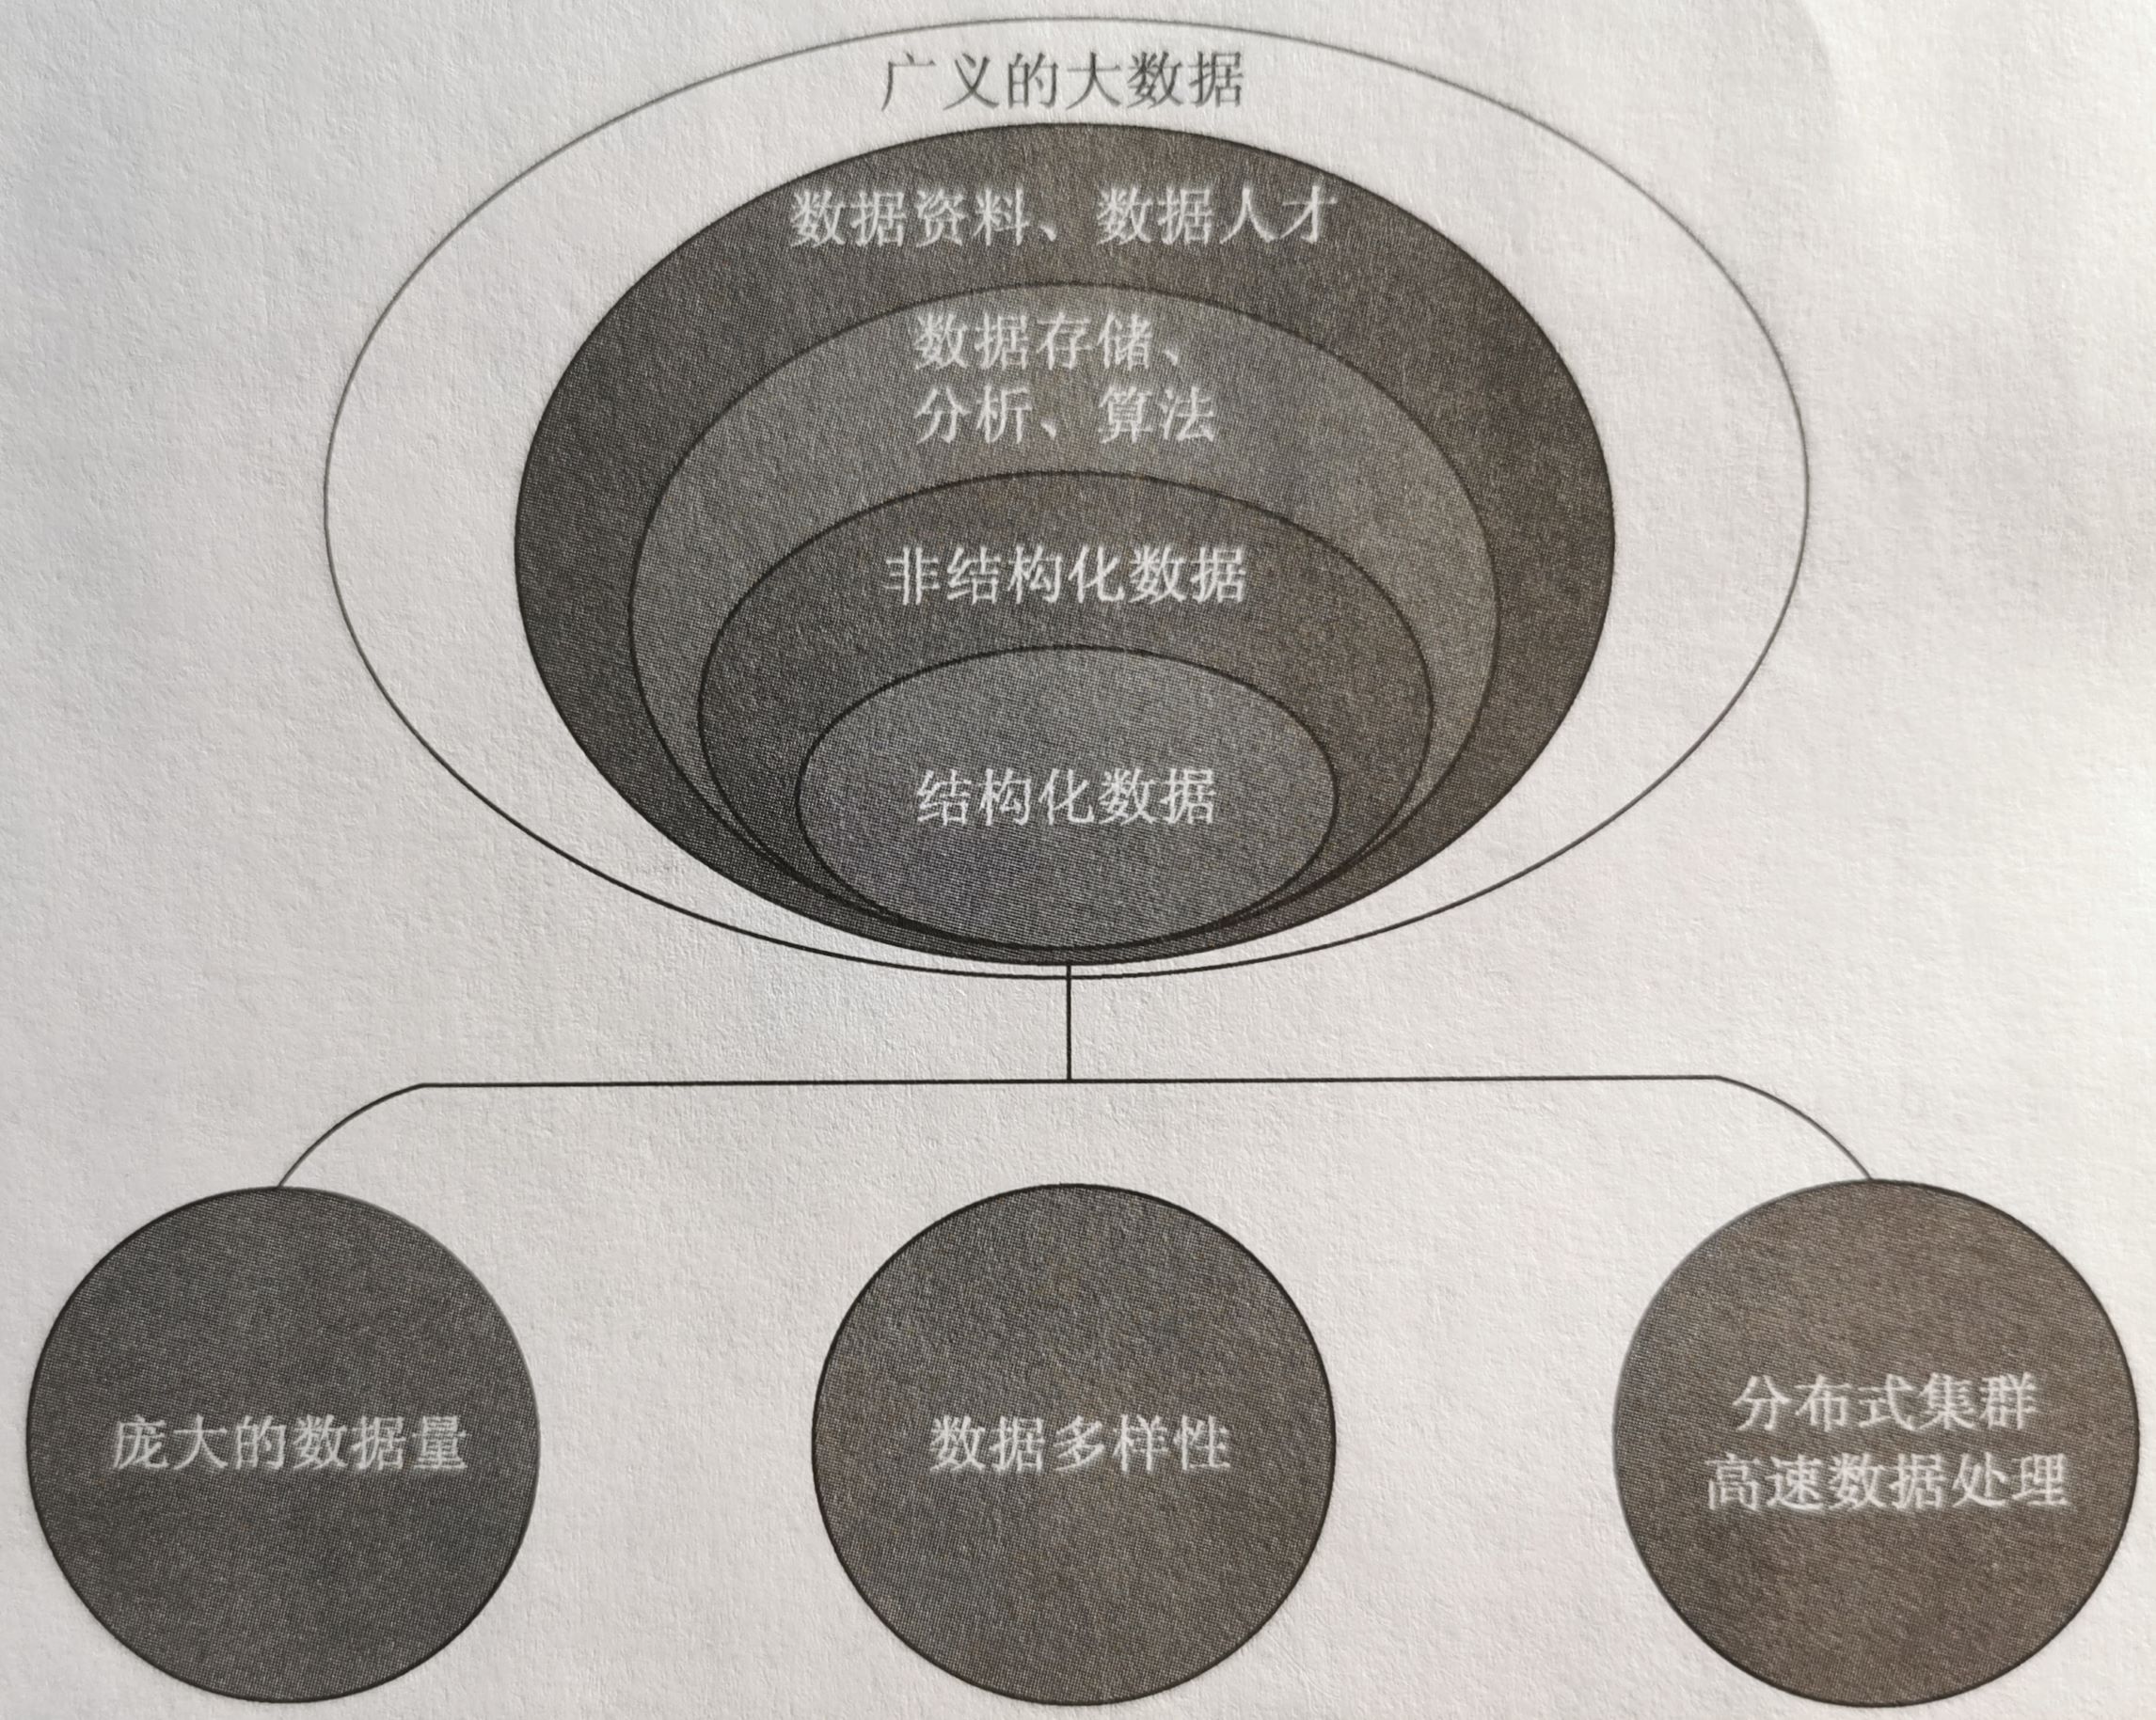 广义的大数据
数据资料、数据人才
数据存储、
分析、算法
非结构化数据
结构化数据
庞大的数据量
数据多样性
分布式集群
高速数据处理